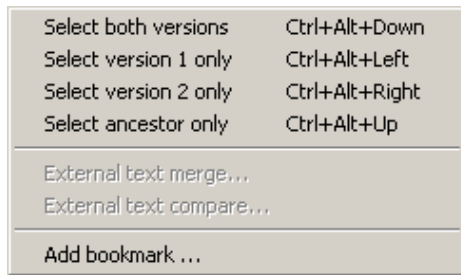 Select both versions Ctrl+Alt+Down
Select version 1 only Ctrl+Alt+Left
Select version 2 only Ctrl+Alt+Right
Select ancestor only Ctrl+Alt+Up
External text merge...
External text compare...
Add bookmark ...